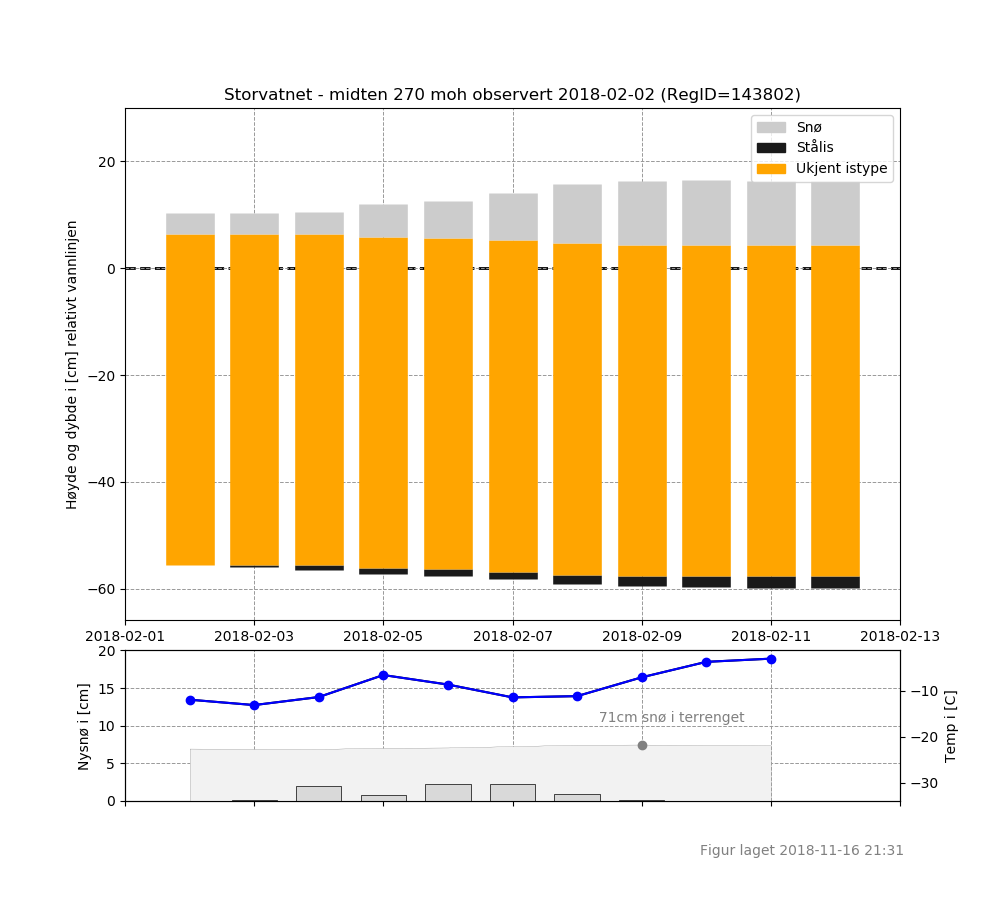 Storvatnet - midten 270 moh observert 2018-02-02 (RegID=143802)
Snø
Stålis
Ukjent istype
Høyde og dybde i [cm] relativt vannlinjen
20
0
−20
−40
−60
2018-02-01 2018-02-03 2018-02-05 2018-02-07 2018-02-09 2018-02-11 2018-02-13
Nysnø i [cm]
20
15
10
5
0
71cm snø i terrenget
−10
−20
−30
Temp i [C]
Figur laget 2018-11-16 21:31